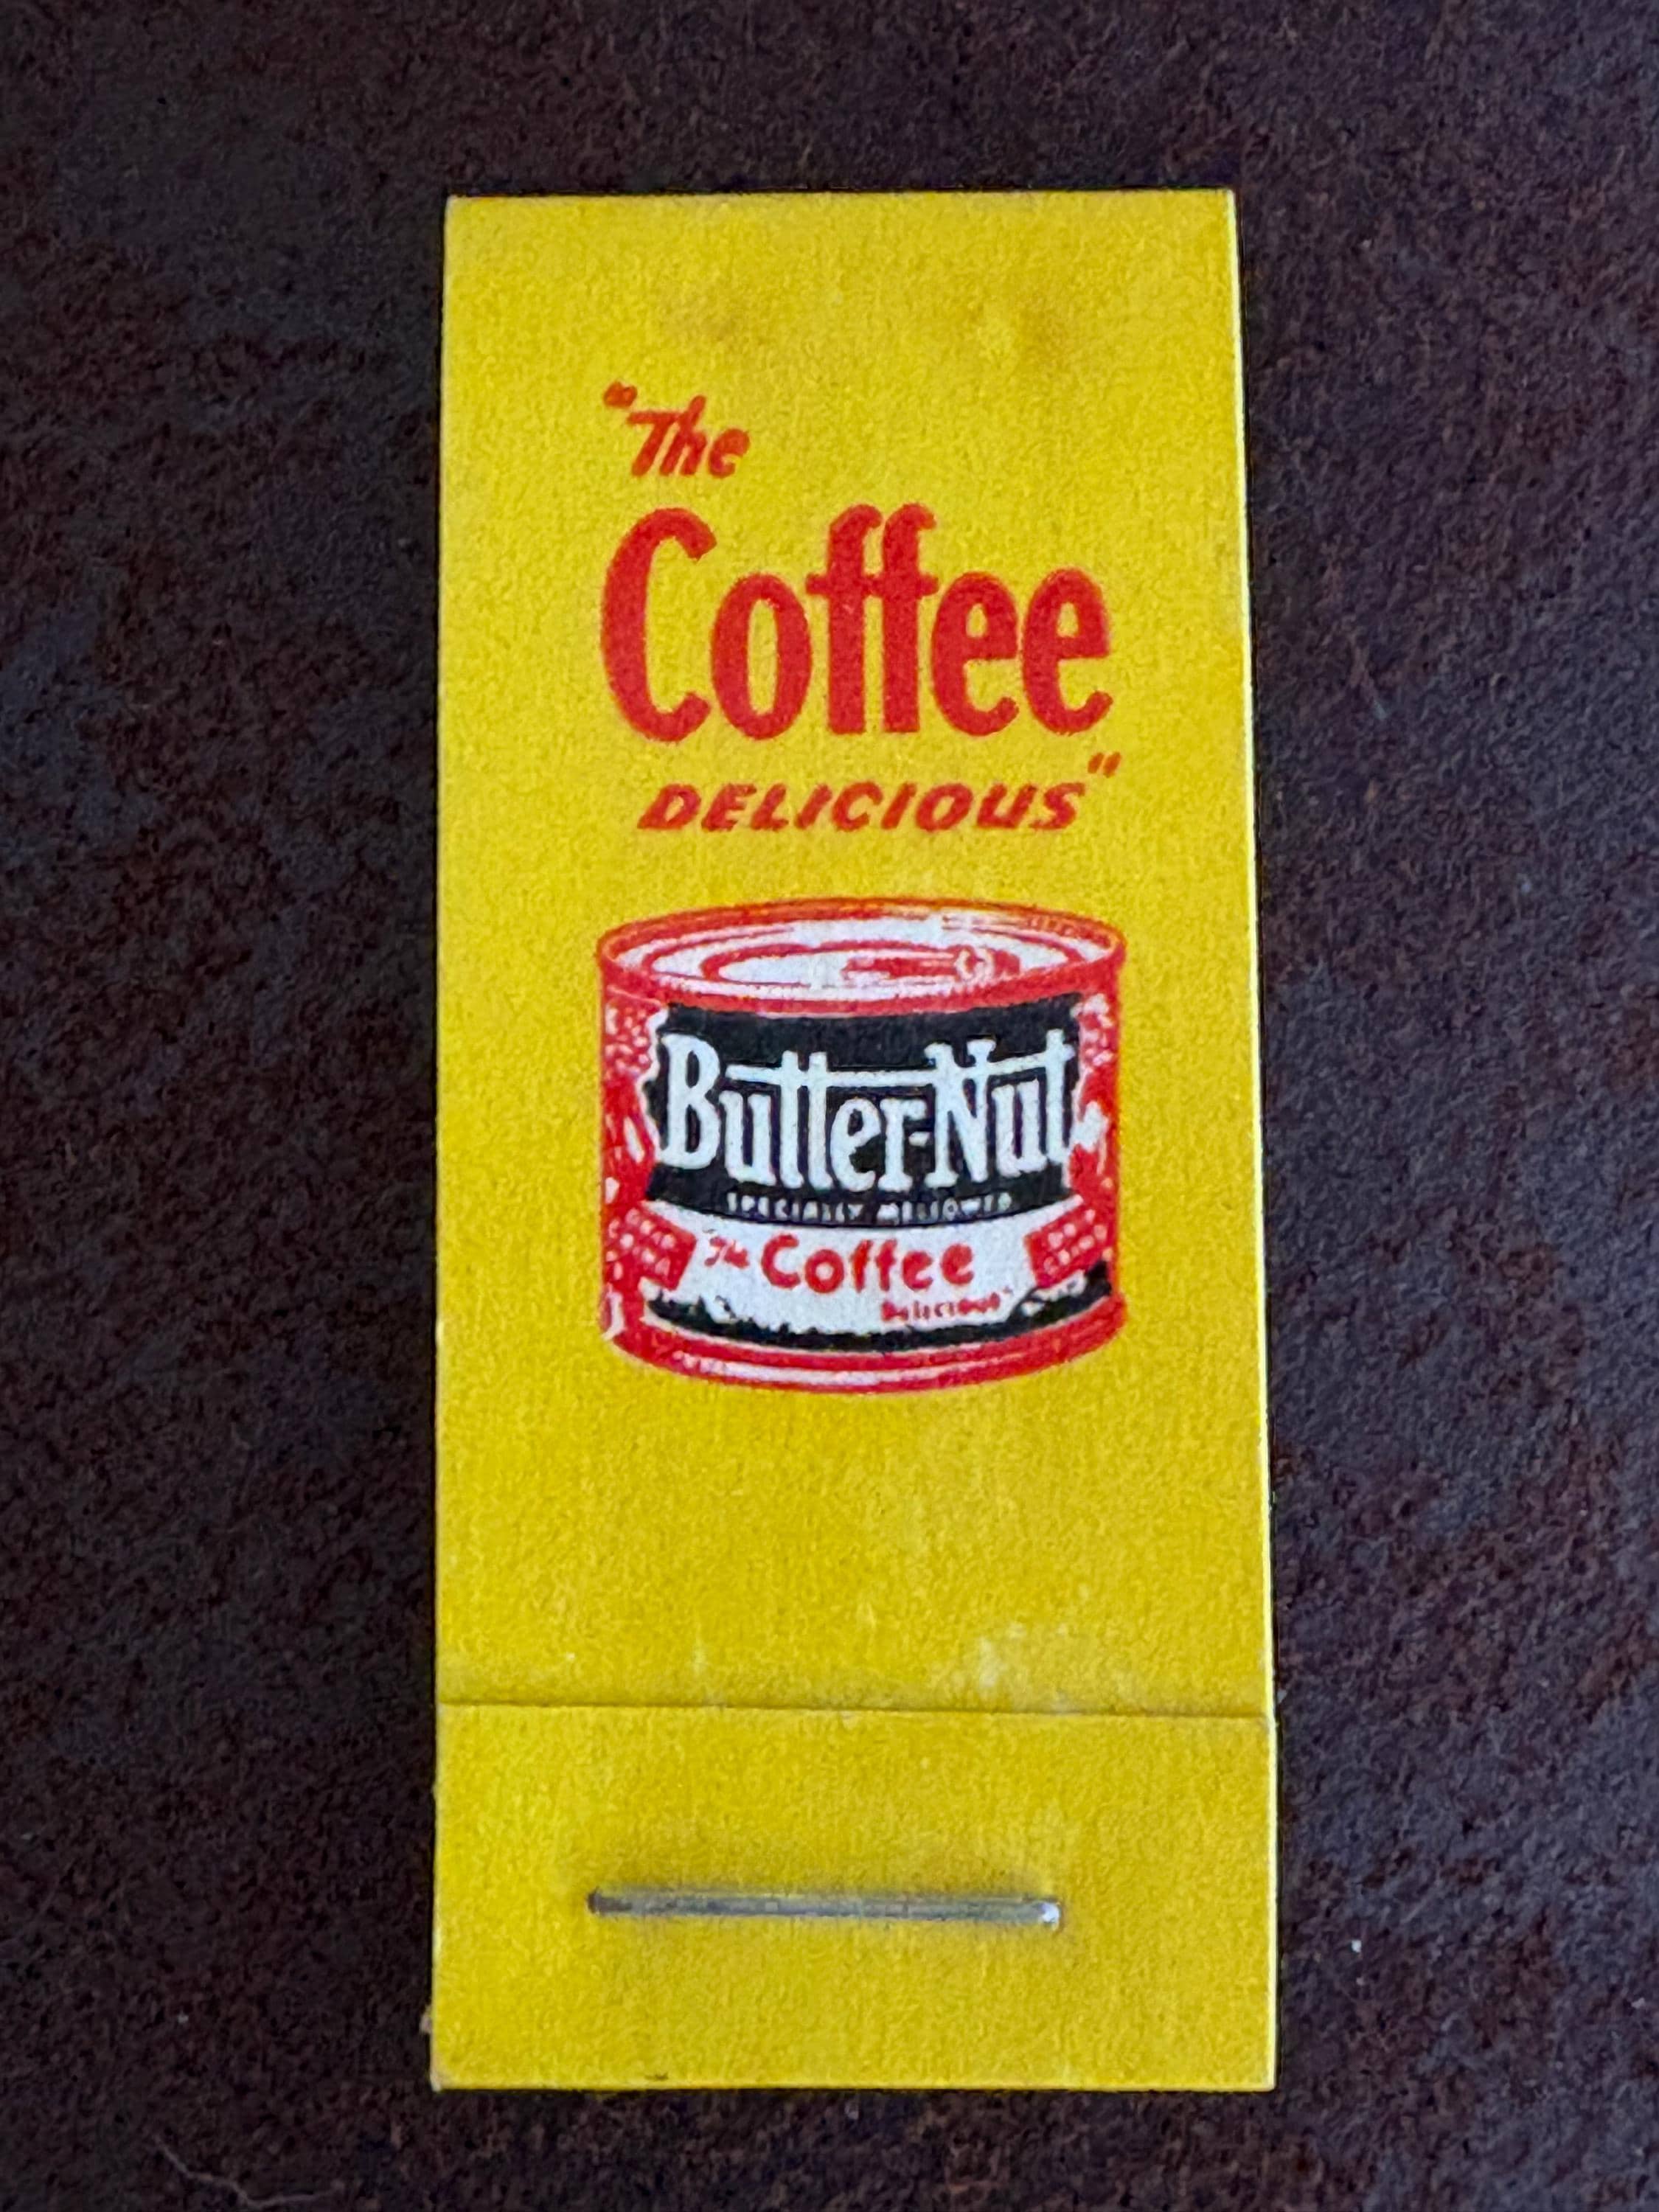 "The
Coffee
DELICIOUS"
Butter-Nut
SPECIALLY MELLOWED
"The Coffee
Delicious"